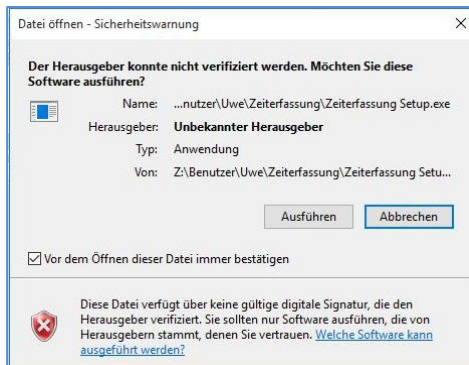 Datei öffnen - Sicherheitswarnung
Der Herausgeber konnte nicht verifiziert werden. Möchten Sie diese
Software ausführen?
Name: ...nutzer\Uwe\Zeiterfassung\Zeiterfassung Setup.exe
Herausgeber: Unbekannter Herausgeber
Typ: Anwendung
Von: Z:\Benutzer\Uwe\Zeiterfassung\Zeiterfassung Setu...
Ausführen Abbrechen
Vor dem Öffnen dieser Datei immer bestätigen
Diese Datei verfügt über keine gültige digitale Signatur, die den
Herausgeber verifiziert. Sie sollten nur Software ausführen, die von
Herausgebern stammt, denen Sie vertrauen. Welche Software kann
ausgeführt werden?